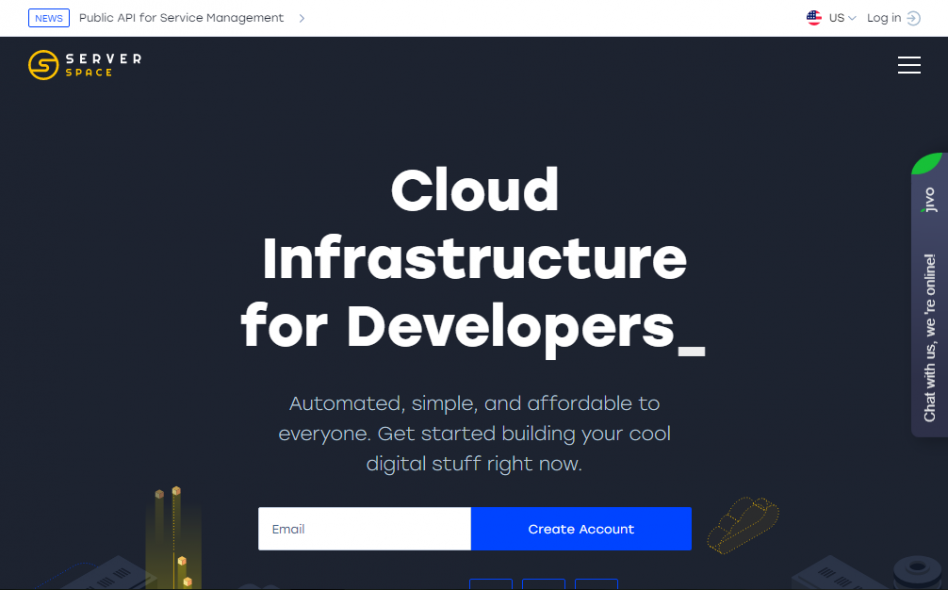 NEWS Public API for Service Management
US Log in
SERVER
SPACE
Cloud
Infrastructure
for Developers_
Automated, simple, and affordable to
everyone. Get started building your cool
digital stuff right now.
Email
Create Account
jivo
Chat with us, we're online!